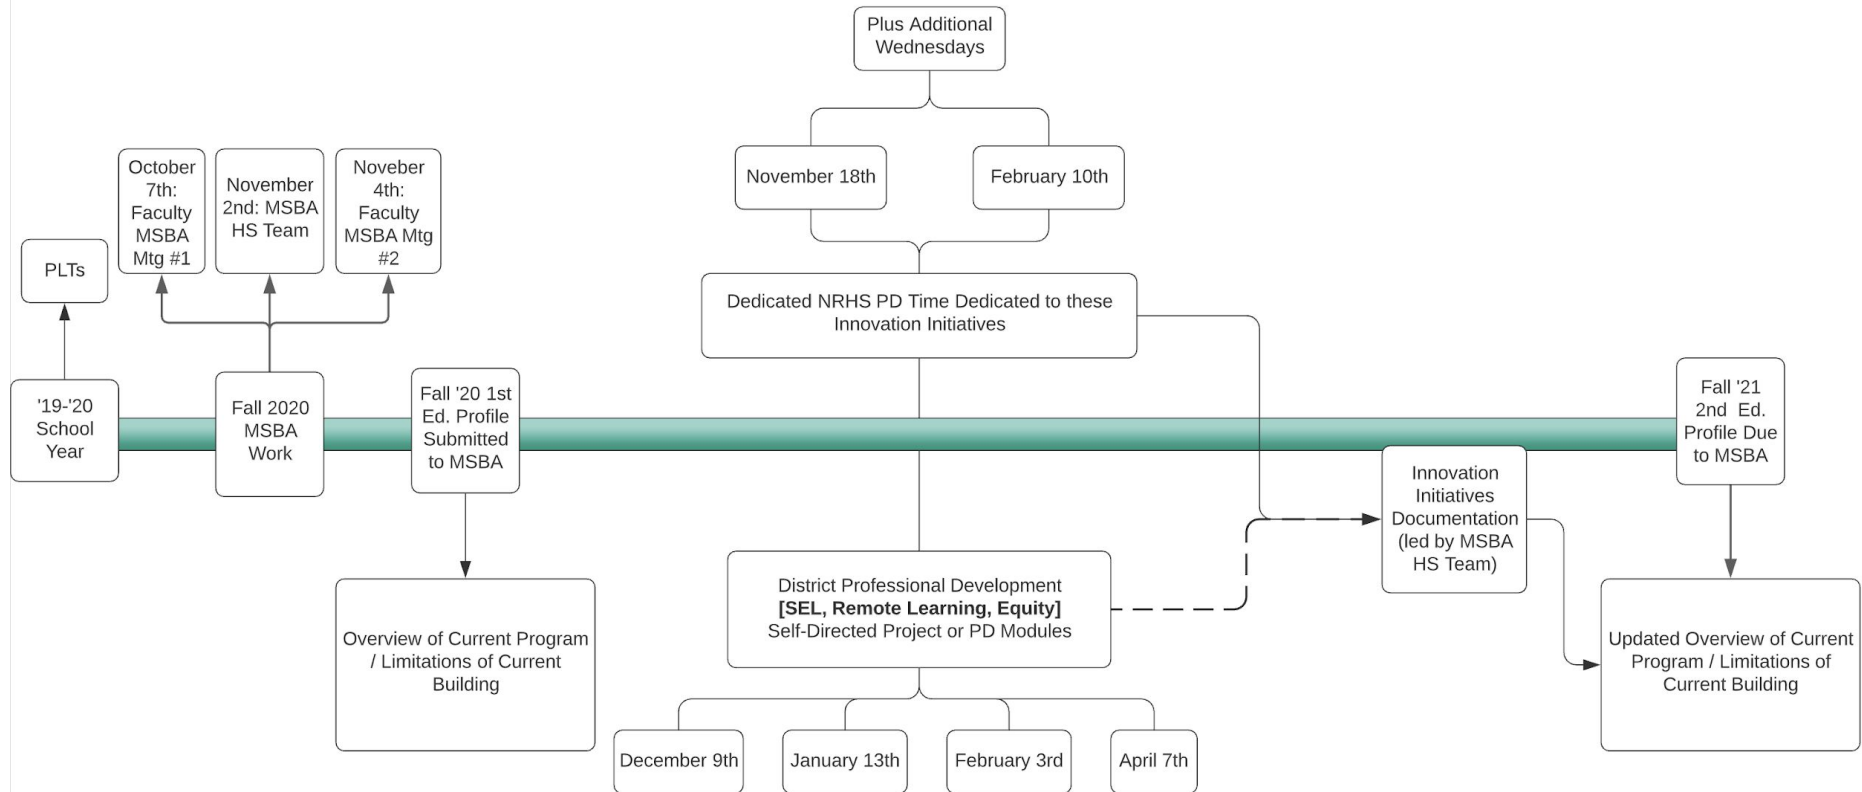 Plus Additional
Wednesdays
November 18th
February 10th
October
7th:
Faculty
MSBA
Mtg #1
November
2nd: MSBA
HS Team
Noveber
4th:
Faculty
MSBA Mtg
#2
PLTs
Dedicated NRHS PD Time Dedicated to these
Innovation Initiatives
'19-'20
School
Year
Fall 2020
MSBA
Work
Fall '20 1st
Ed. Profile
Submitted
to MSBA
Fall '21
2nd Ed.
Profile Due
to MSBA
Innovation
Initiatives
Documentation
(led by MSBA
HS Team)
Overview of Current Program
/ Limitations of Current
Building
District Professional Development
[SEL, Remote Learning, Equity]
Self-Directed Project or PD Modules
Updated Overview of Current
Program / Limitations of
Current Building
December 9th
January 13th
February 3rd
April 7th